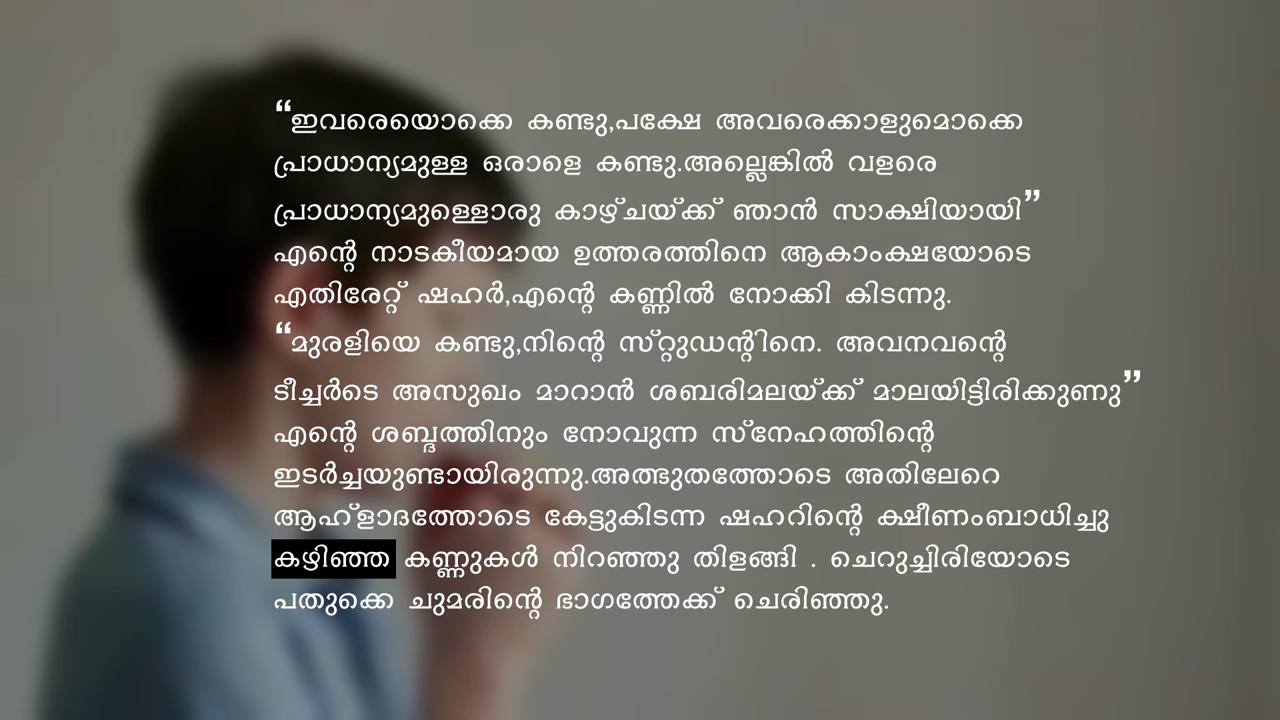 “ഇവരെയൊക്കെ കണ്ടു,പക്ഷേ അവരെക്കാളുമൊക്കെ
പ്രാധാന്യമുള്ള ഒരാളെ കണ്ടു.അല്ലെങ്കിൽ വളരെ
പ്രാധാന്യമുള്ളൊരു കാഴ്ചയ്ക്ക് ഞാൻ സാക്ഷിയായി”
എന്റെ നാടകീയമായ ഉത്തരത്തിനെ ആകാംക്ഷയോടെ
എതിരേറ്റ് ഷഹർ,എന്റെ കണ്ണിൽ നോക്കി കിടന്നു.
“മുരളിയെ കണ്ടു,നിന്റെ സ്റ്റുഡന്റിനെ. അവനവന്റെ
ടീച്ചർടെ അസുഖം മാറാൻ ശബരിമലയ്ക്ക് മാലയിട്ടിരിക്കുണു”
എന്റെ ശബ്ദത്തിനും നോവുന്ന സ്നേഹത്തിന്റെ
ഇടർച്ചയുണ്ടായിരുന്നു.അത്ഭുതത്തോടെ അതിലേറെ
ആഹ്ളാദത്തോടെ കേട്ടുകിടന്ന ഷഹറിന്റെ ക്ഷീണംബാധിച്ചു
കഴിഞ്ഞ കണ്ണുകൾ നിറഞ്ഞു തിളങ്ങി . ചെറുച്ചിരിയോടെ
പതുക്കെ ചുമരിന്റെ ഭാഗത്തേക്ക് ചെരിഞ്ഞു.